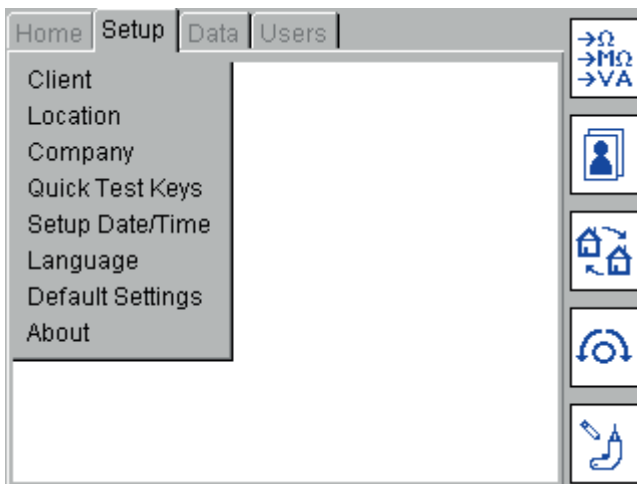 Home Setup Data Users
→Ω
→MΩ
→VA
Client
Location
Company
Quick Test Keys
Setup Date/Time
Language
Default Settings
About